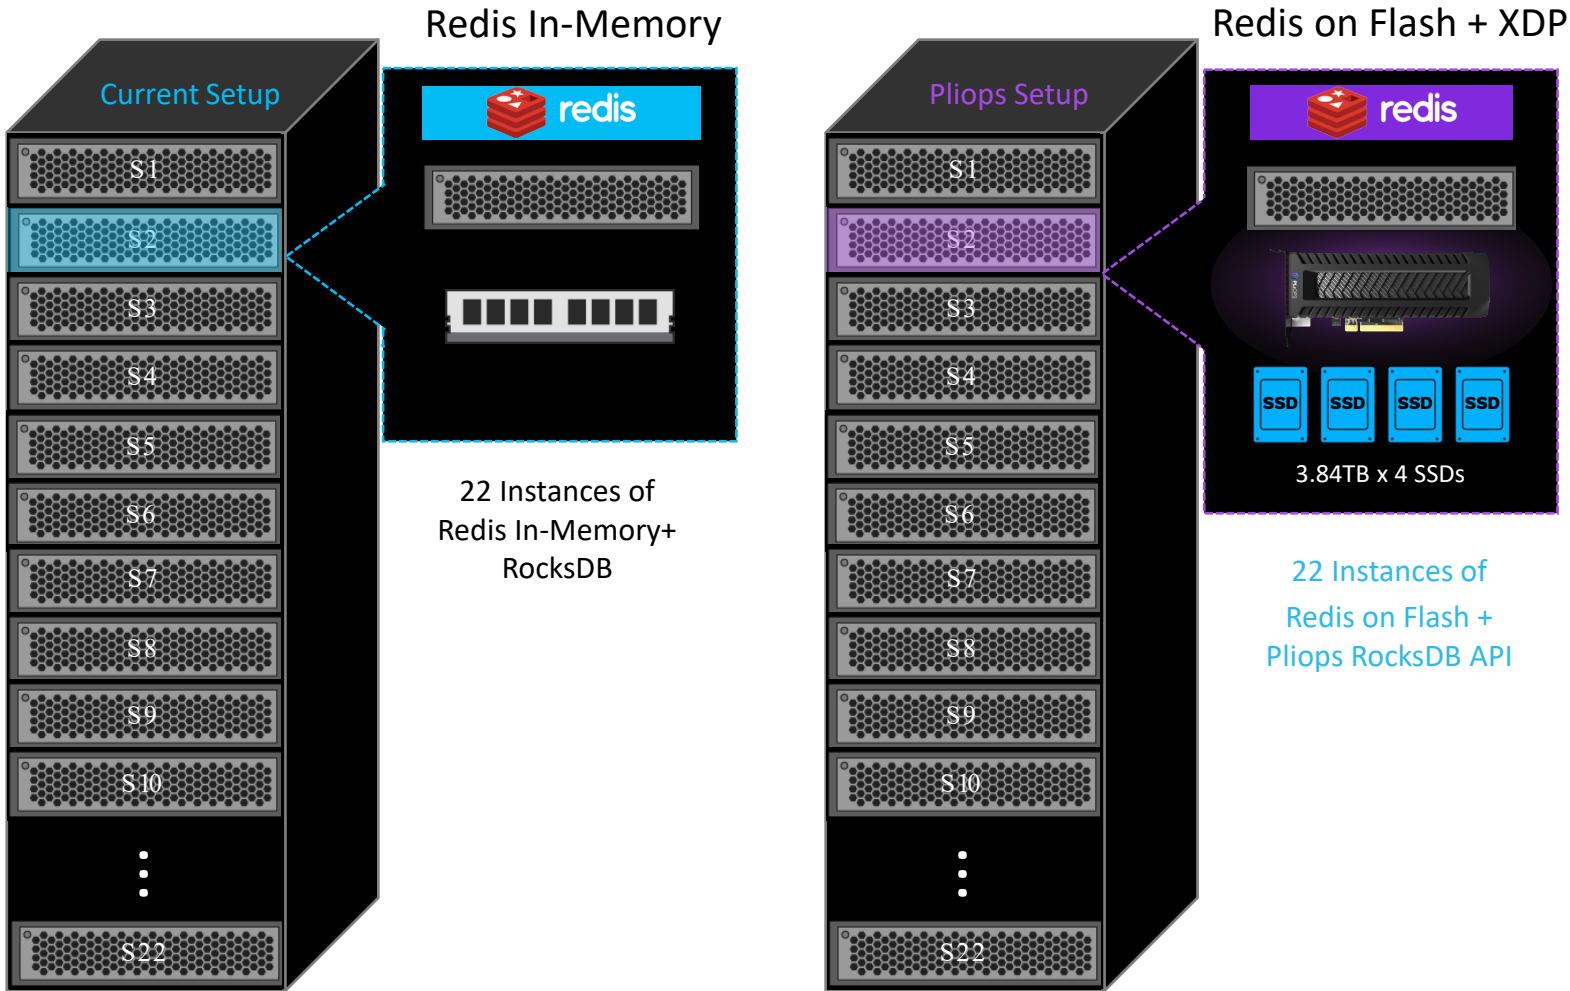 Redis In-Memory
Current Setup
redis
S1
S2
S3
S4
S5
S6
S7
S8
S9
S10
S22
22 Instances of
Redis In-Memory+
RocksDB
Redis on Flash + XDP
Pliops Setup
redis
S1
S2
S3
S4
S5
S6
S7
S8
S9
S10
S22
SSD
SSD
SSD
SSD
3.84TB x 4 SSDs
22 Instances of
Redis on Flash +
Pliops RocksDB API